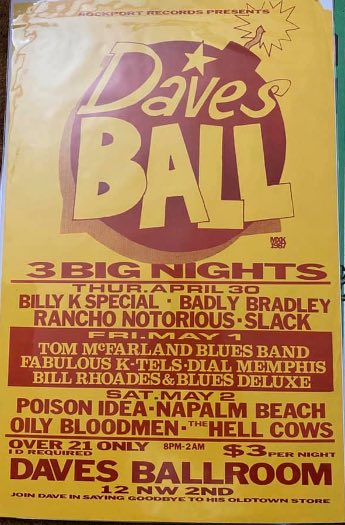 ROCKPORT RECORDS PRESENTS
Dave's
BALL
MXK
1987
3 BIG NIGHTS
THUR. APRIL 30
BILLY K SPECIAL · BADLY BRADLEY
RANCHO NOTORIOUS · SLACK
FRI. MAY 1
TOM McFARLAND BLUES BAND
FABULOUS K-TELS · DIAL MEMPHIS
BILL RHOADES & BLUES DELUXE
SAT. MAY 2
POISON IDEA · NAPALM BEACH
OILY BLOODMEN · THE HELL COWS
OVER 21 ONLY 8PM-2AM $3 PER NIGHT
ID REQUIRED
DAVES BALLROOM
12 NW 2ND
JOIN DAVE IN SAYING GOODBYE TO HIS OLDTOWN STORE